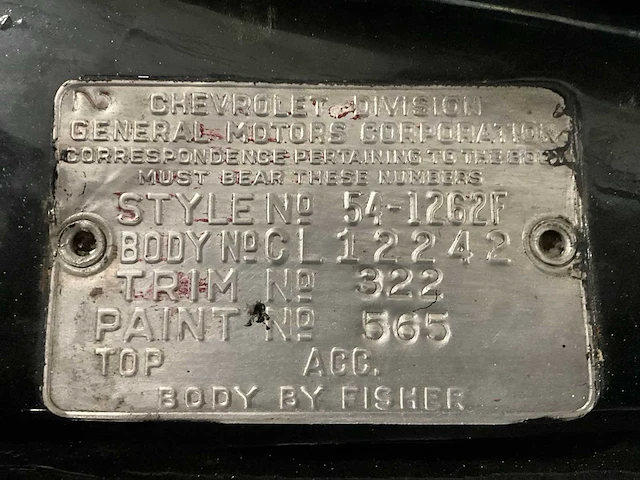 2
CHEVROLET DIVISION
GENERAL MOTORS CORPORATION
CORRESPONDENCE PERTAINING TO THE BODY
MUST BEAR THESE NUMBERS
STYLE Nº 54-1262F
BODY Nº CL 12242
TRIM Nº 322
PAINT Nº 565
TOP ACC.
BODY BY FISHER